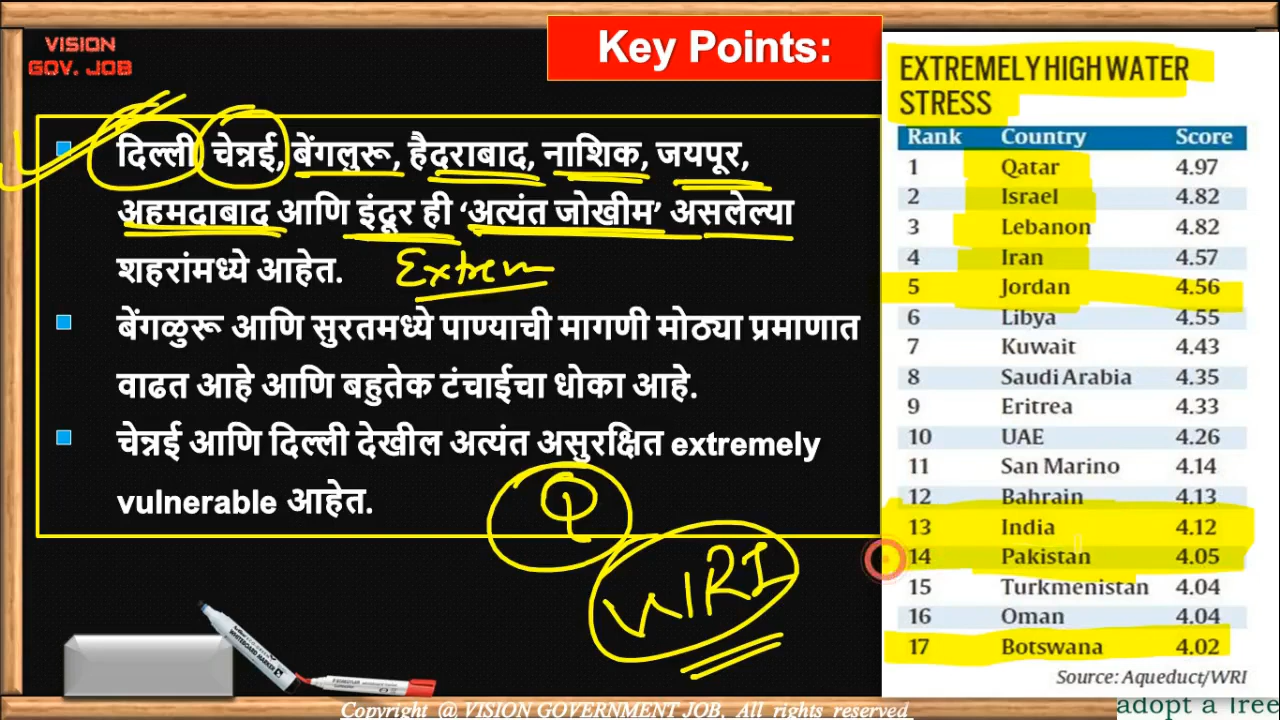 VISION
GOV. JOB
Key Points:
दिल्ली चेन्नई, बेंगलुरू, हैदराबाद, नाशिक, जयपूर,
अहमदाबाद आणि इंदूर ही ‘अत्यंत जोखीम’ असलेल्या
शहरांमध्ये आहेत.
Extrem
बेंगळुरू आणि सुरतमध्ये पाण्याची मागणी मोठ्या प्रमाणात
वाढत आहे आणि बहुतेक टंचाईचा धोका आहे.
चेन्नई आणि दिल्ली देखील अत्यंत असुरक्षित extremely
vulnerable आहेत.
Q
WRI
EXTREMELY HIGH WATER
STRESS
Rank Country Score
1 Qatar 4.97
2 Israel 4.82
3 Lebanon 4.82
4 Iran 4.57
5 Jordan 4.56
6 Libya 4.55
7 Kuwait 4.43
8 Saudi Arabia 4.35
9 Eritrea 4.33
10 UAE 4.26
11 San Marino 4.14
12 Bahrain 4.13
13 India 4.12
14 Pakistan 4.05
15 Turkmenistan 4.04
16 Oman 4.04
17 Botswana 4.02
Source: Aqueduct/WRI
Copyright @ VISION GOVERNMENT JOB, All rights reserved
adopt a Tree